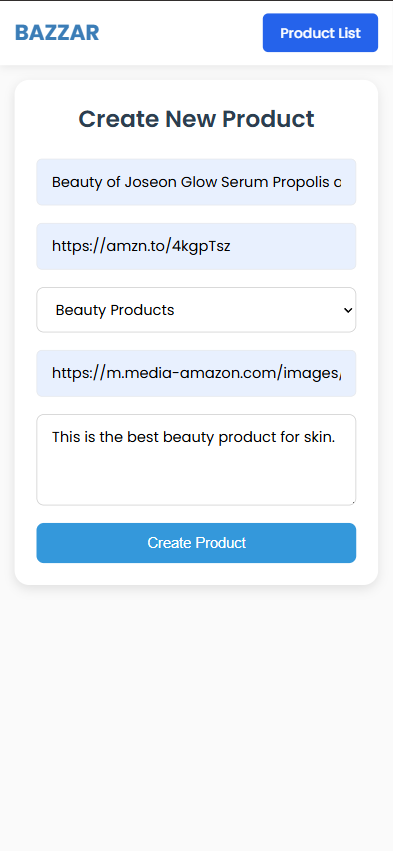 BAZZAR
Product List
Create New Product
Beauty of Joseon Glow Serum Propolis
https://amzn.to/4kgpTsz
Beauty Products
https://m.media-amazon.com/images/
This is the best beauty product for skin.
Create Product